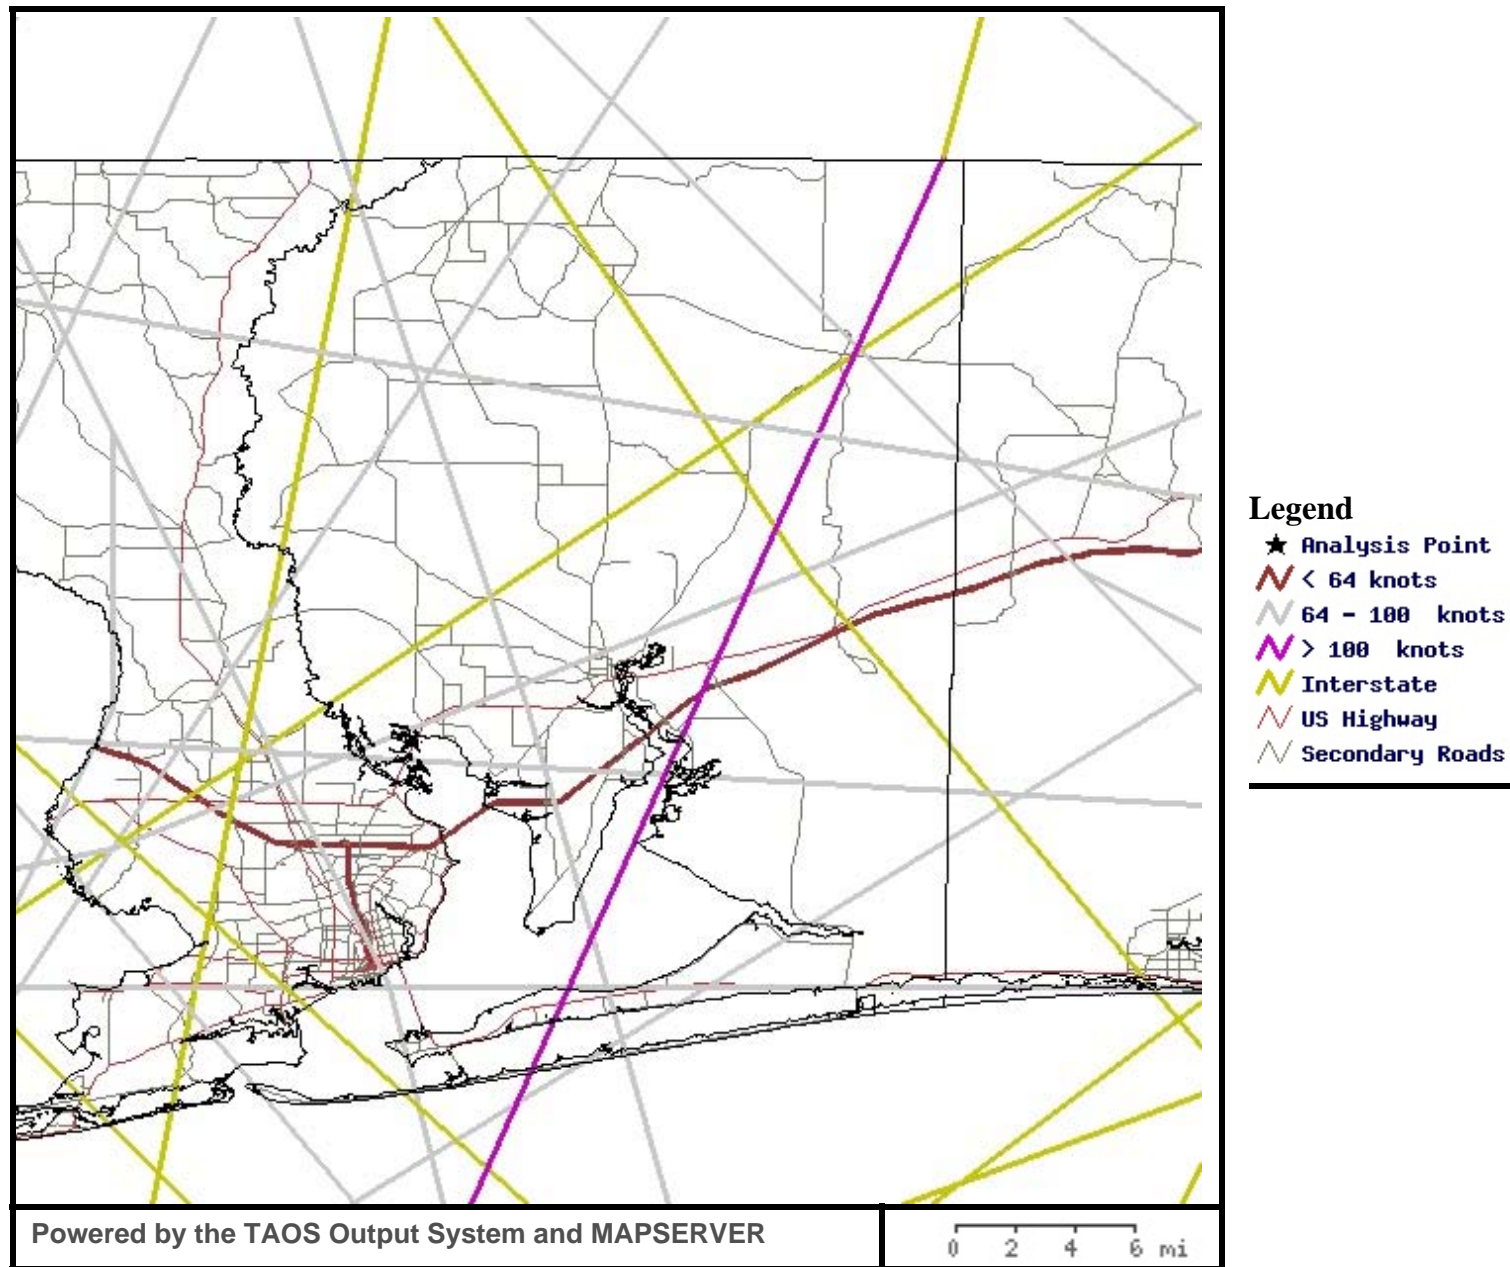 Legend
Analysis Point
< 64 knots
64 - 100 knots
> 100 knots
Interstate
US Highway
Secondary Roads
Powered by the TAOS Output System and MAPSERVER
0 2 4 6 mi